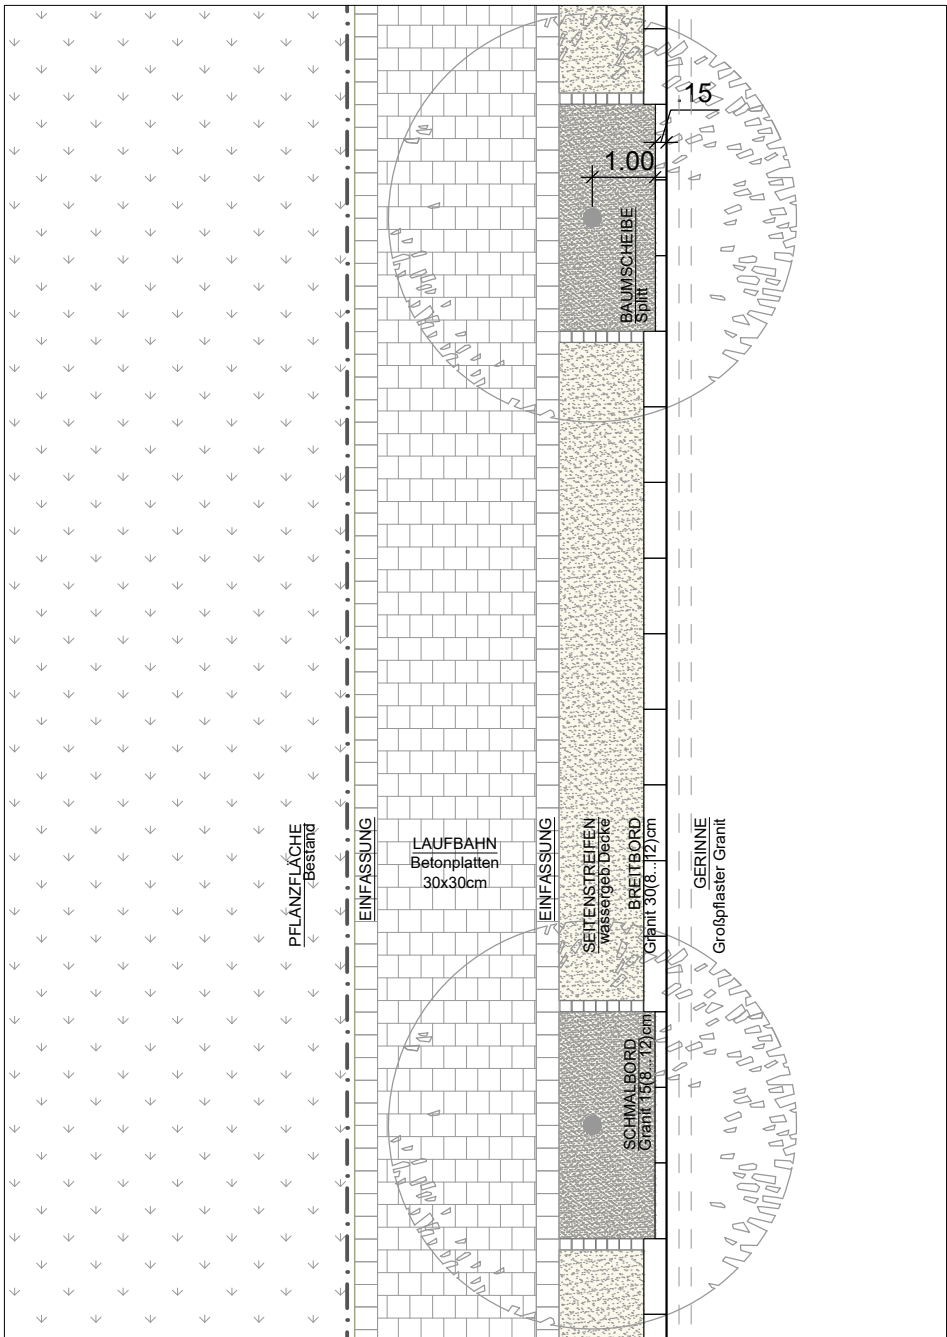 .15
1.00
BAUMSCHEIBE
Splitt
PFLANZFLÄCHE
Bestand
EINFASSUNG
LAUFBAHN
Betonplatten
30x30cm
EINFASSUNG
SEITENSTREIFEN
wassergeb.Decke
BREITBORD
Granit 30(8...12)cm
GERINNE
Großpflaster Granit
SCHMALBORD
Granit 15(8...12)cm